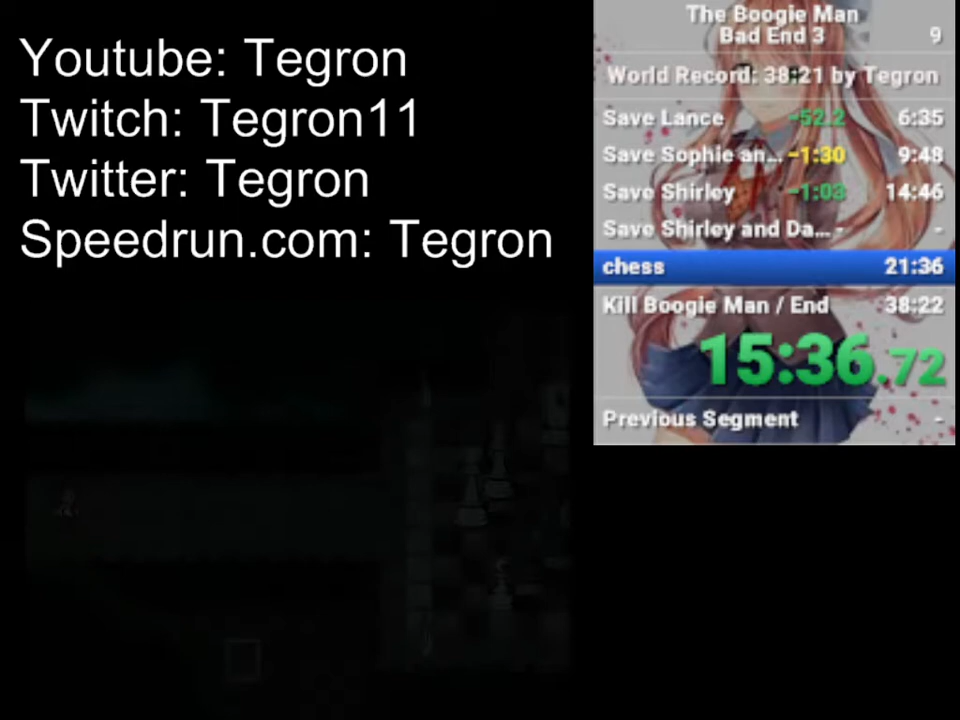 Youtube: Tegron
Twitch: Tegron11
Twitter: Tegron
Speedrun.com: Tegron
The Boogie Man
Bad End 3 9
World Record: 38:21 by Tegron
Save Lance -52.2 6:35
Save Sophie an... -1:30 9:48
Save Shirley -1:03 14:46
Save Shirley and Da... - -
chess 21:36
Kill Boogie Man / End 38:22
15:36.72
Previous Segment -